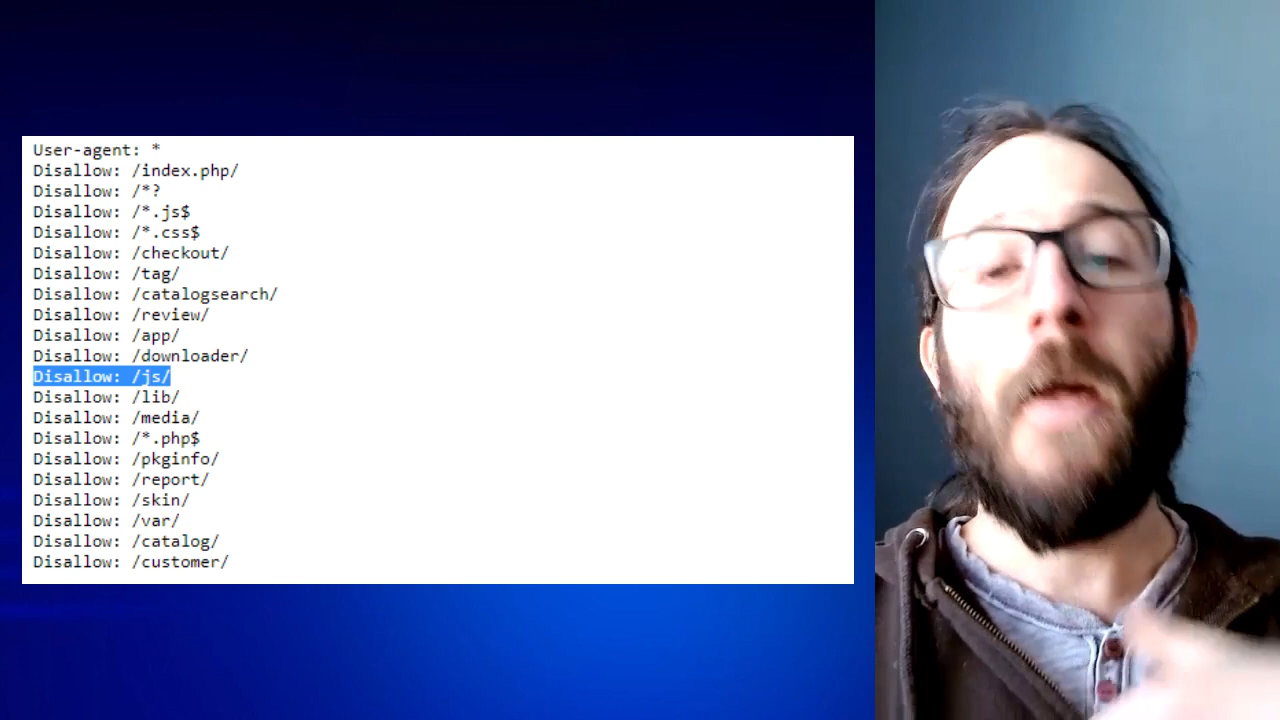 User-agent: *
Disallow: /index.php/
Disallow: /*?
Disallow: /*.js$
Disallow: /*.css$
Disallow: /checkout/
Disallow: /tag/
Disallow: /catalogsearch/
Disallow: /review/
Disallow: /app/
Disallow: /downloader/
Disallow: /js/
Disallow: /lib/
Disallow: /media/
Disallow: /*.php$
Disallow: /pkginfo/
Disallow: /report/
Disallow: /skin/
Disallow: /var/
Disallow: /catalog/
Disallow: /customer/